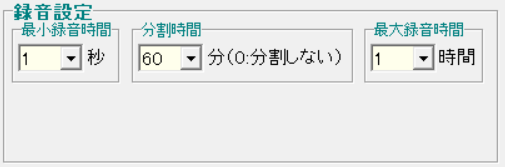 録音設定
最小録音時間 分割時間 最大録音時間
1 秒 60 分(0:分割しない) 1 時間